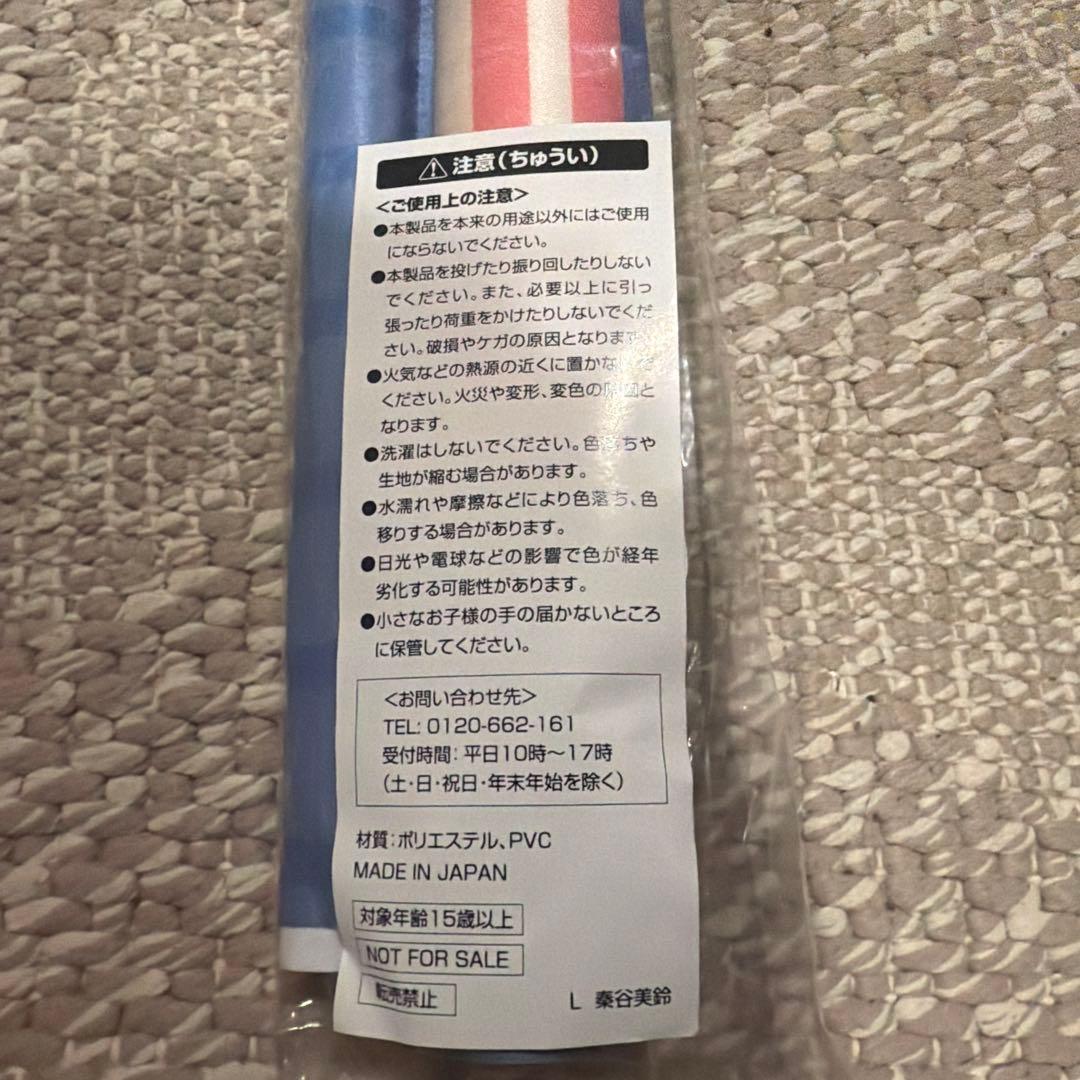 ⚠注意(ちゅうい)
<ご使用上の注意>
●本製品を本来の用途以外にはご使用
にならないでください。
●本製品を投げたり振り回したりしない
でください。また、必要以上に引っ
張ったり荷重をかけたりしないでくだ
さい。破損やケガの原因となります。
●火気などの熱源の近くに置かないで
ください。火災や変形、変色の原因と
なります。
●洗濯はしないでください。色落ちや
生地が縮む場合があります。
●水濡れや摩擦などにより色落ち、色
移りする場合があります。
●日光や電球などの影響で色が経年
劣化する可能性があります。
●小さなお子様の手の届かないところ
に保管してください。
<お問い合わせ先>
TEL: 0120-662-161
受付時間: 平日10時～17時
(土・日・祝日・年末年始を除く)
材質:ポリエステル、PVC
MADE IN JAPAN
対象年齢15歳以上
NOT FOR SALE
転売禁止
L 秦谷美鈴